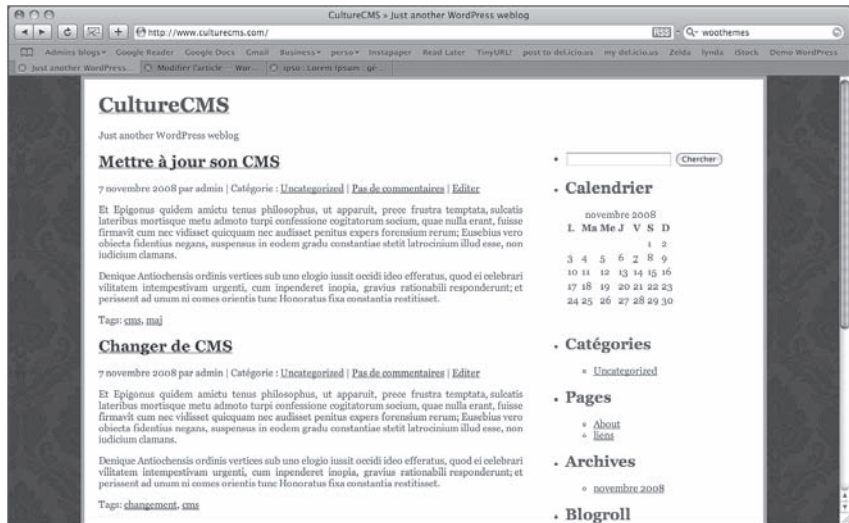 CultureCMS » Just another WordPress weblog
http://www.culturecms.com/
RSS
woothemes
Admins blogs Google Reader Google Docs Gmail Business perso Instapaper Read Later TinyURL! post to del.icio.us my del.icio.us Zelda lynda iStock Demo WordPress
Just another WordPress... Modifier l'article — Wor... ipsu : Lorem Ipsum : gé...
CultureCMS
Just another WordPress weblog
Mettre à jour son CMS
7 novembre 2008 par admin | Catégorie : Uncategorized | Pas de commentaires | Editer
Et Epigonus quidem amictu tenus philosophus, ut apparuit, prece frustra temptata, sulcatis
lateribus mortisque metu admoto turpi confessione cogitatorum socium, quae nulla erant, fuisse
firmavit cum nec vidisset quicquam nec audisset penitus expers forensium rerum; Eusebius vero
obiecta fidentius negans, suspensus in eodem gradu constantiae stetit latrocinium illud esse, non
iudicium clamans.
Denique Antiochensis ordinis vertices sub uno elogio iussit occidi ideo efferatus, quod ei celebrari
vilitatem intempestivam urgenti, cum inpenderet inopia, gravius rationabili responderunt; et
perissent ad unum ni comes orientis tunc Honoratus fixa constantia restitisset.
Tags: cms, maj
Changer de CMS
7 novembre 2008 par admin | Catégorie : Uncategorized | Pas de commentaires | Editer
Et Epigonus quidem amictu tenus philosophus, ut apparuit, prece frustra temptata, sulcatis
lateribus mortisque metu admoto turpi confessione cogitatorum socium, quae nulla erant, fuisse
firmavit cum nec vidisset quicquam nec audisset penitus expers forensium rerum; Eusebius vero
obiecta fidentius negans, suspensus in eodem gradu constantiae stetit latrocinium illud esse, non
iudicium clamans.
Denique Antiochensis ordinis vertices sub uno elogio iussit occidi ideo efferatus, quod ei celebrari
vilitatem intempestivam urgenti, cum inpenderet inopia, gravius rationabili responderunt; et
perissent ad unum ni comes orientis tunc Honoratus fixa constantia restitisset.
Tags: changement, cms
Chercher
Calendrier
novembre 2008
L Ma Me J V S D
1 2
3 4 5 6 7 8 9
10 11 12 13 14 15 16
17 18 19 20 21 22 23
24 25 26 27 28 29 30
Catégories
Uncategorized
Pages
About
liens
Archives
novembre 2008
Blogroll